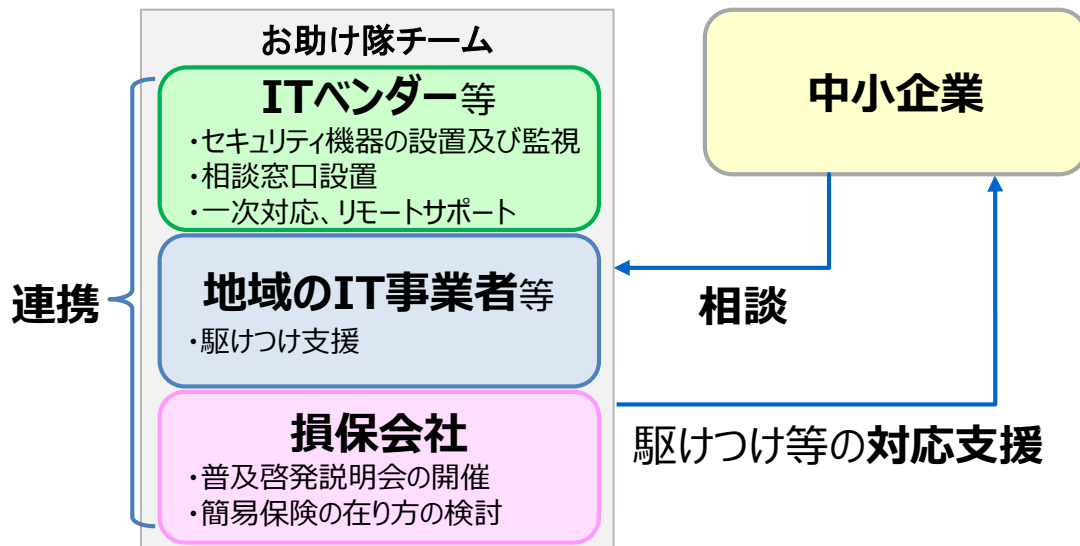 お助け隊チーム
ITベンダー等
・セキュリティ機器の設置及び監視
・相談窓口設置
・一次対応、リモートサポート
地域のIT事業者等
・駆けつけ支援
損保会社
・普及啓発説明会の開催
・簡易保険の在り方の検討
連携
中小企業
相談
駆けつけ等の対応支援